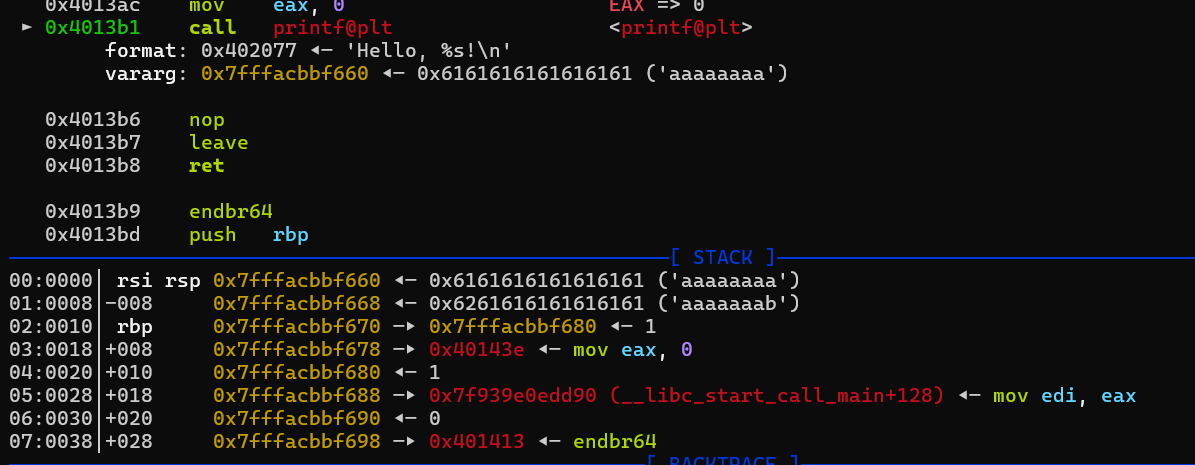 0x4013ac mov eax, 0 EAX => 0
► 0x4013b1 call printf@plt <printf@plt>
format: 0x402077 ◂— 'Hello, %s!\n'
vararg: 0x7fffacbbf660 ◂— 0x6161616161616161 ('aaaaaaaa')
0x4013b6 nop
0x4013b7 leave
0x4013b8 ret
0x4013b9 endbr64
0x4013bd push rbp
[ STACK ]
00:0000│ rsi rsp 0x7fffacbbf660 ◂— 0x6161616161616161 ('aaaaaaaa')
01:0008│-008 0x7fffacbbf668 ◂— 0x6261616161616161 ('aaaaaaab')
02:0010│ rbp 0x7fffacbbf670 —▸ 0x7fffacbbf680 ◂— 1
03:0018│+008 0x7fffacbbf678 —▸ 0x40143e ◂— mov eax, 0
04:0020│+010 0x7fffacbbf680 ◂— 1
05:0028│+018 0x7fffacbbf688 —▸ 0x7f939e0edd90 (__libc_start_call_main+128) ◂— mov edi, eax
06:0030│+020 0x7fffacbbf690 ◂— 0
07:0038│+028 0x7fffacbbf698 —▸ 0x401413 ◂— endbr64
[ BACKTRACE ]